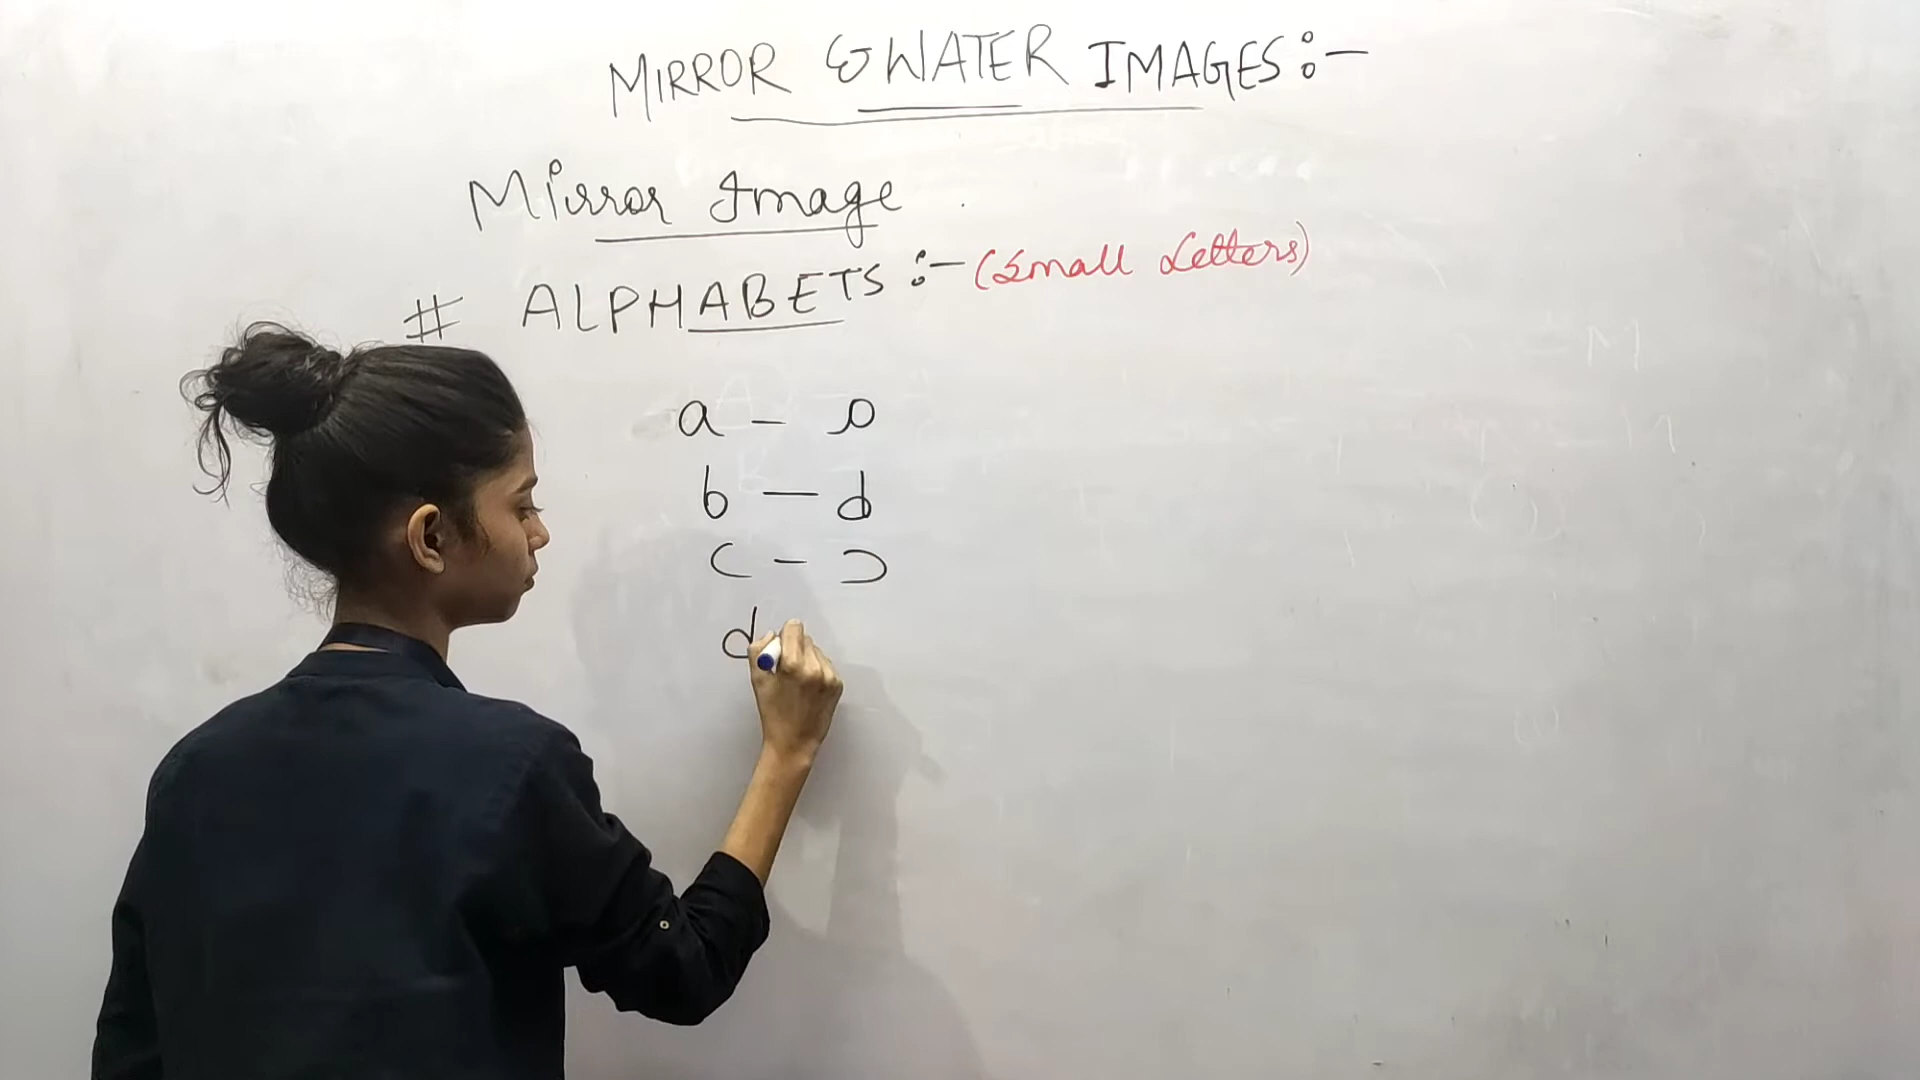 MIRROR & WATER IMAGES :-
Mirror Image
# ALPHABETS :- (Small Letters)
a - ɒ
b - d
c - ɔ
d